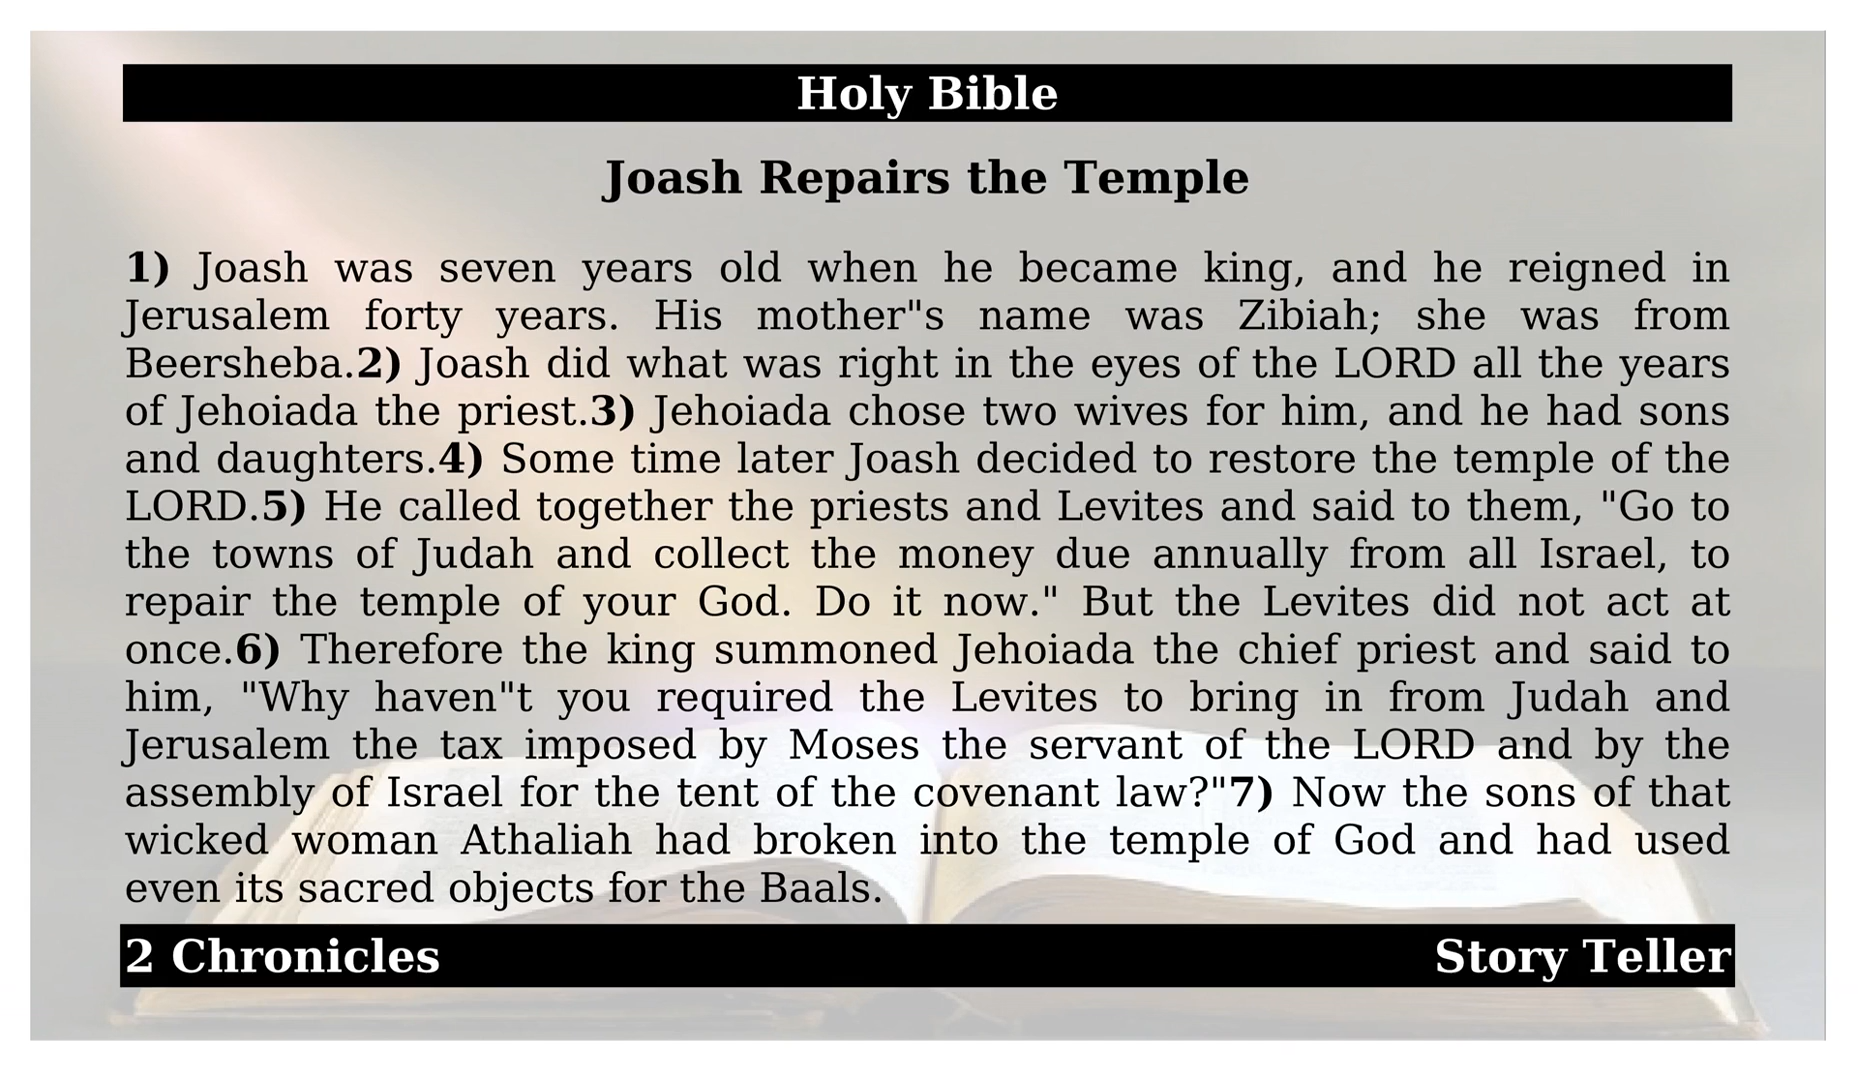 Holy Bible
Joash Repairs the Temple
1) Joash was seven years old when he became king, and he reigned in
Jerusalem forty years. His mother"s name was Zibiah; she was from
Beersheba.2) Joash did what was right in the eyes of the LORD all the years
of Jehoiada the priest.3) Jehoiada chose two wives for him, and he had sons
and daughters.4) Some time later Joash decided to restore the temple of the
LORD.5) He called together the priests and Levites and said to them, "Go to
the towns of Judah and collect the money due annually from all Israel, to
repair the temple of your God. Do it now." But the Levites did not act at
once.6) Therefore the king summoned Jehoiada the chief priest and said to
him, "Why haven"t you required the Levites to bring in from Judah and
Jerusalem the tax imposed by Moses the servant of the LORD and by the
assembly of Israel for the tent of the covenant law?"7) Now the sons of that
wicked woman Athaliah had broken into the temple of God and had used
even its sacred objects for the Baals.
2 Chronicles Story Teller